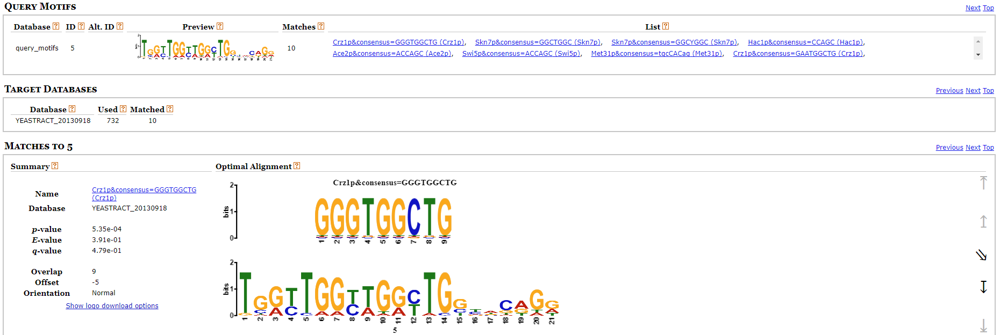 QUERY MOTIFS
Next Top
Database ? ID ? Alt. ID ? Preview ? Matches ? List ?
query_motifs 5 10
Crz1p&consensus=GGGTGGCTG (Crz1p), Skn7p&consensus=GGCTGGC (Skn7p), Skn7p&consensus=GGCYGGC (Skn7p), Hac1p&consensus=CCAGC (Hac1p),
Ace2p&consensus=ACCAGC (Ace2p), Swi5p&consensus=ACCAGC (Swi5p), Met31p&consensus=tgcCACag (Met31p), Crz1p&consensus=GAATGGCTG (Crz1p),
TARGET DATABASES
Previous Next Top
Database ? Used ? Matched ?
YEASTRACT_20130918 732 10
MATCHES TO 5
Previous Next Top
Summary ?
Name Crz1p&consensus=GGGTGGCTG
(Crz1p)
Database YEASTRACT_20130918
p-value 5.35e-04
E-value 3.91e-01
q-value 4.79e-01
Overlap 9
Offset -5
Orientation Normal
Show logo download options
Optimal Alignment ?
Crz1p&consensus=GGGTGGCTG
2
bits
1
0
GGGTGGCTG
1 2 3 4 5 6 7 8 9
2
bits
1
0
TGGTTGGTTGGCTGG
1 2 3 4 5 6 7 8 9 10 11 12 13 14 15 16 17 18 19 20 21
5